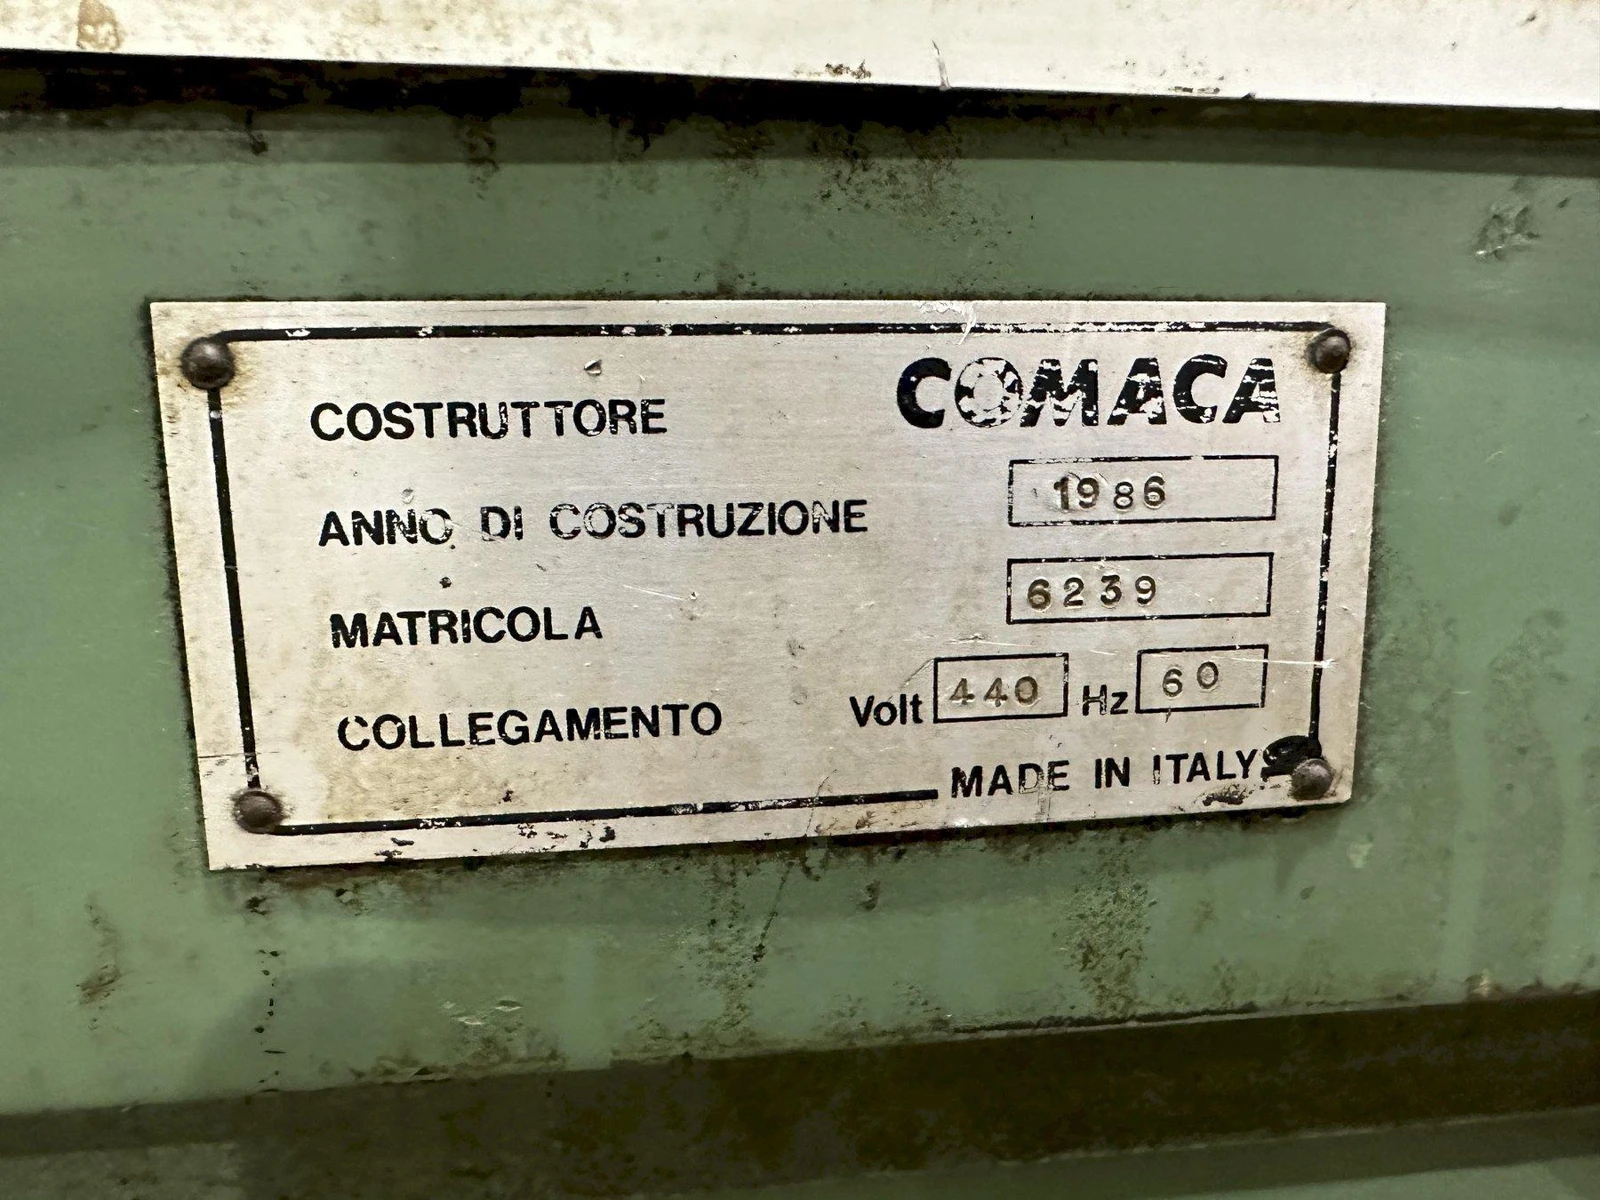 COSTRUTTORE COMACA
ANNO DI COSTRUZIONE 1986
MATRICOLA 6239
COLLEGAMENTO Volt 440 Hz 60
MADE IN ITALY